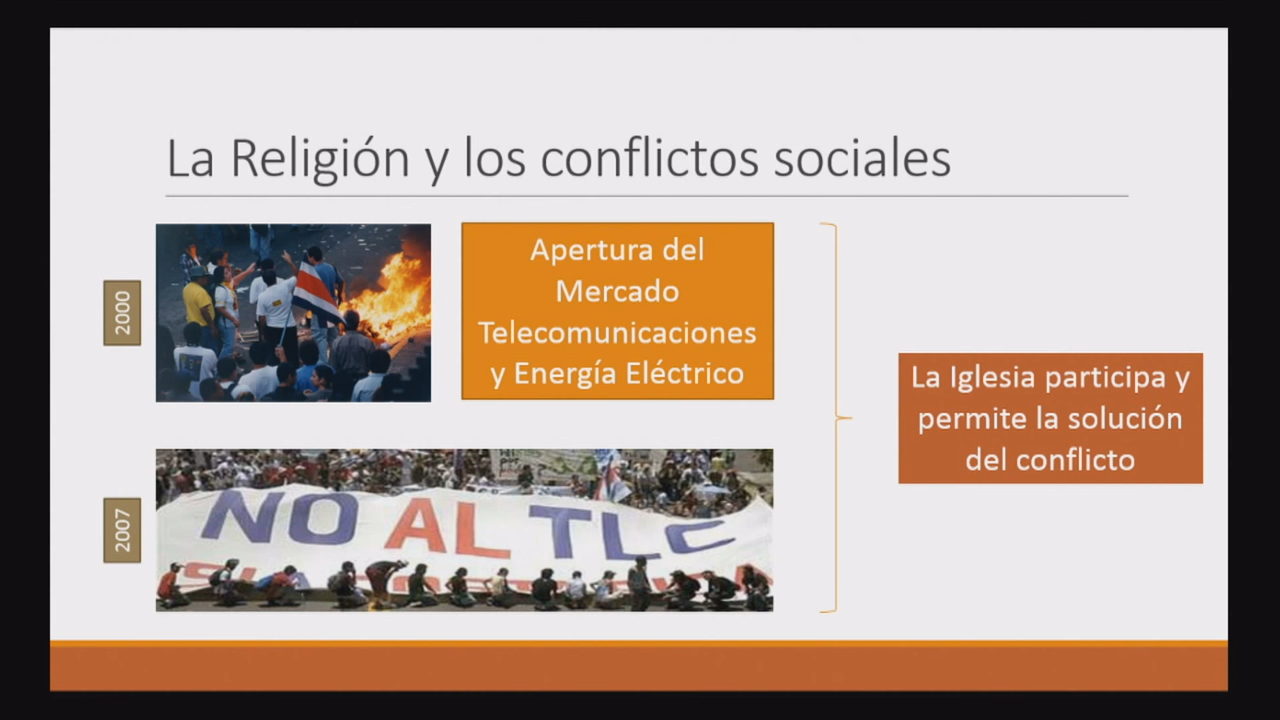 La Religión y los conflictos sociales
2000
Apertura del
Mercado
Telecomunicaciones
y Energía Eléctrico
La Iglesia participa y
permite la solución
del conflicto
2007
NO AL TLC